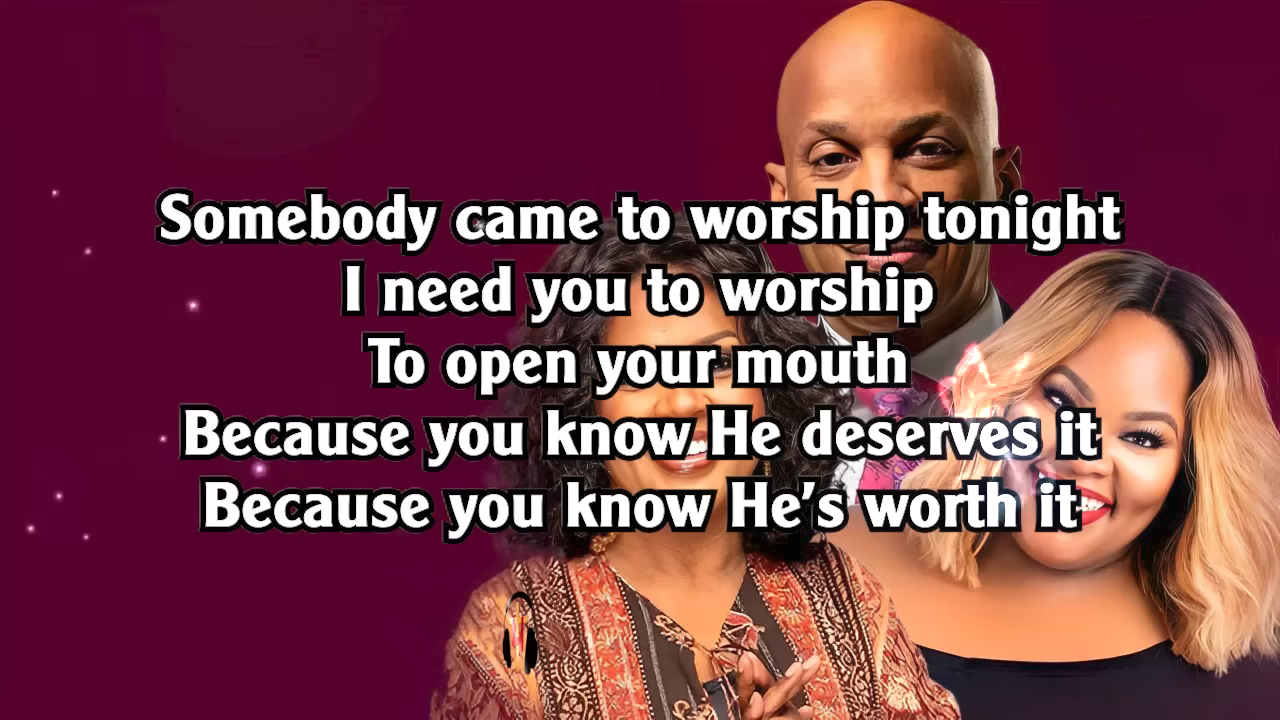 Somebody came to worship tonight
I need you to worship
To open your mouth
Because you know He deserves it
Because you know He's worth it